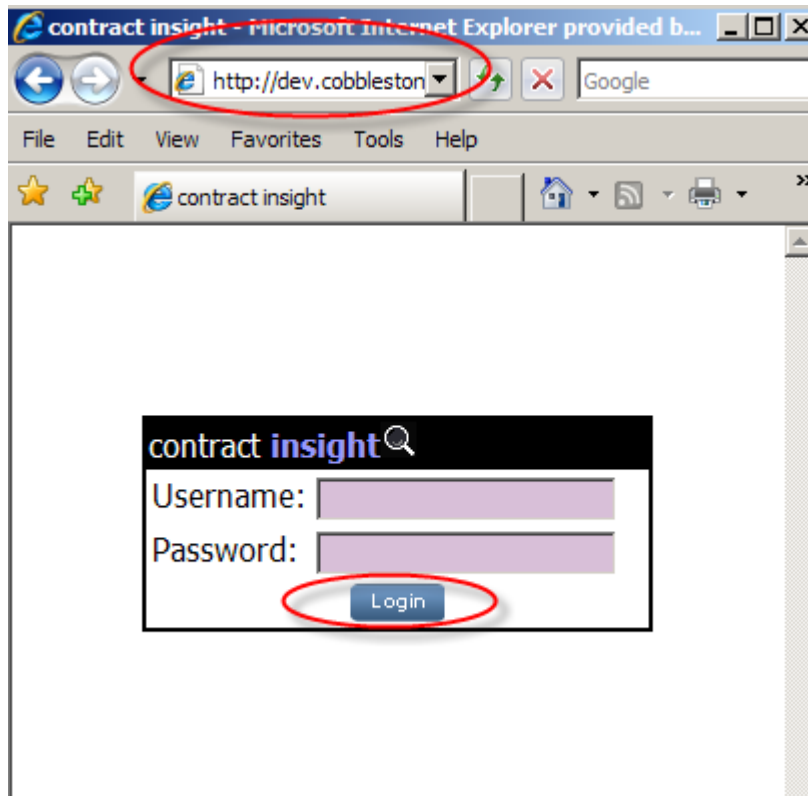 contract insight - Microsoft Internet Explorer provided b...
http://dev.cobbleston
Google
File Edit View Favorites Tools Help
contract insight
»
contract insight
Username:
Password:
Login